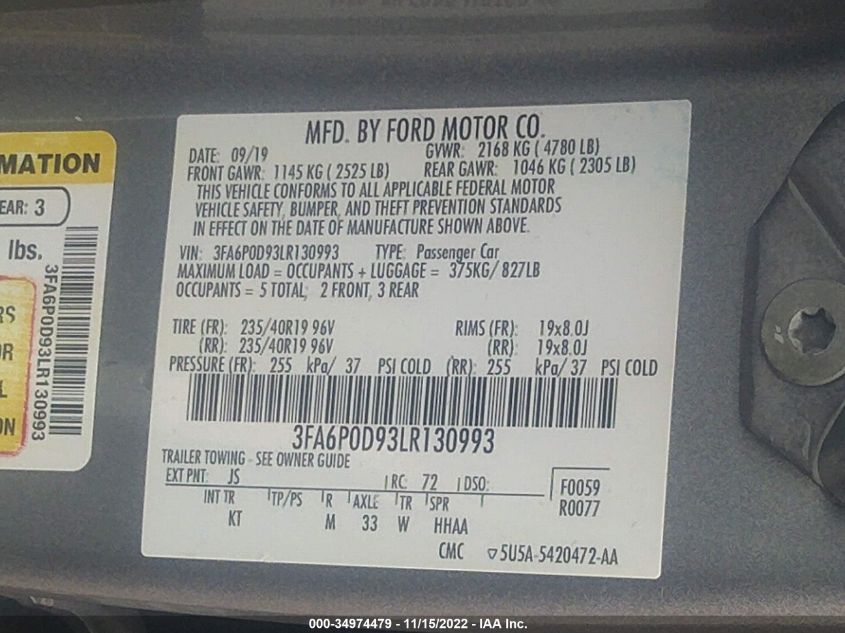 MFD. BY FORD MOTOR CO.
DATE: 09/19 GVWR: 2168 KG ( 4780 LB)
FRONT GAWR: 1145 KG ( 2525 LB) REAR GAWR: 1046 KG ( 2305 LB)
THIS VEHICLE CONFORMS TO ALL APPLICABLE FEDERAL MOTOR
VEHICLE SAFETY, BUMPER, AND THEFT PREVENTION STANDARDS
IN EFFECT ON THE DATE OF MANUFACTURE SHOWN ABOVE.
VIN: 3FA6P0D93LR130993 TYPE: Passenger Car
MAXIMUM LOAD = OCCUPANTS + LUGGAGE = 375KG/ 827LB
OCCUPANTS = 5 TOTAL; 2 FRONT, 3 REAR
TIRE (FR): 235/40R19 96V RIMS (FR): 19x8.0J
(RR): 235/40R19 96V (RR): 19x8.0J
PRESSURE (FR): 255 kPa/ 37 PSI COLD (RR): 255 kPa/ 37 PSI COLD
3FA6P0D93LR130993
TRAILER TOWING - SEE OWNER GUIDE
EXT PNT: JS RC: 72 DSO: F0059
INT TR TP/PS R AXLE TR SPR R0077
KT M 33 W HHAA
CMC ▽5U5A-5420472-AA
MATION
EAR: 3
lbs.
RS
OR
L
ON
3FA6P0D93LR130993
000-34974479 - 11/15/2022 - IAA Inc.